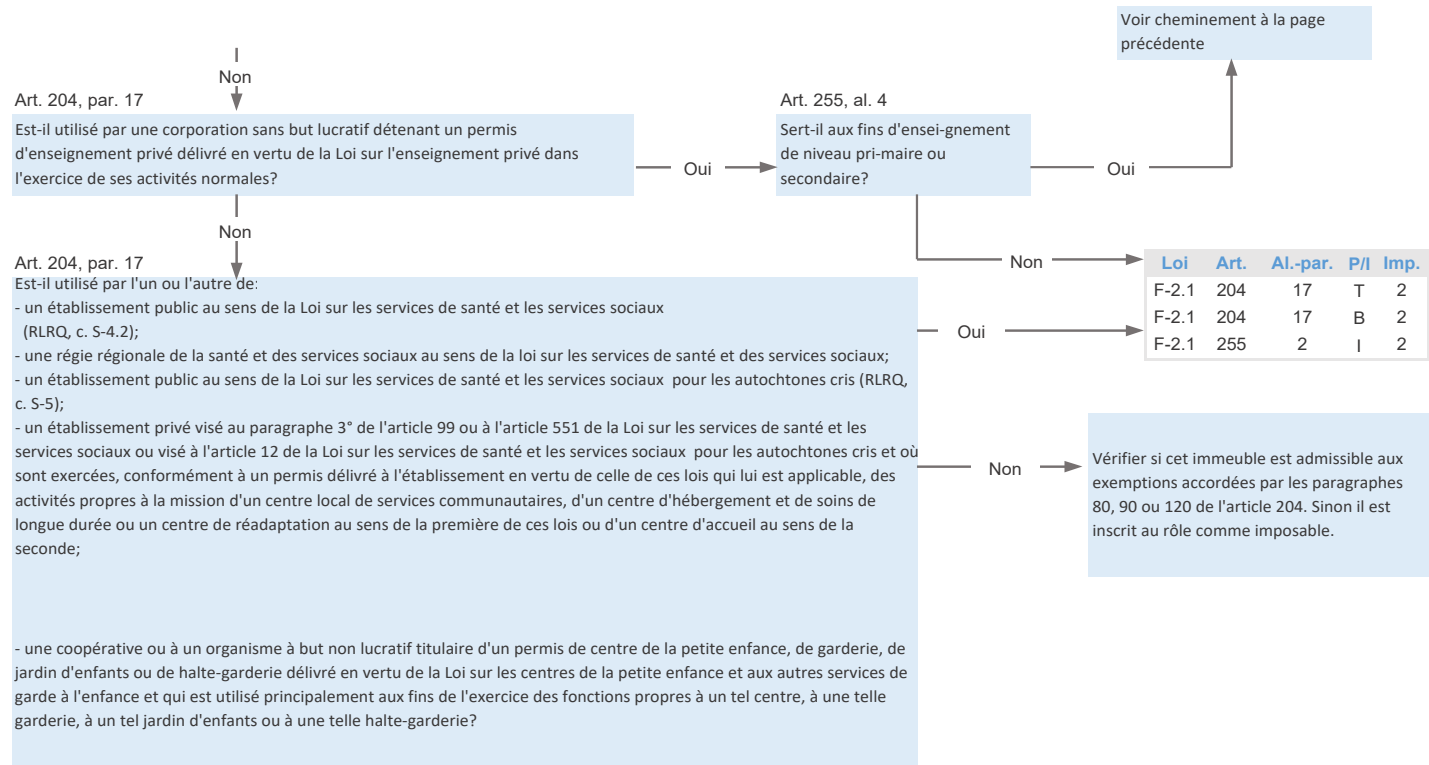 Voir cheminement à la page
précédente
Non
Art. 204, par. 17
Est-il utilisé par une corporation sans but lucratif détenant un permis
d'enseignement privé délivré en vertu de la Loi sur l'enseignement privé dans
l'exercice de ses activités normales?
Oui
Art. 255, al. 4
Sert-il aux fins d'ensei-gnement
de niveau pri-maire ou
secondaire?
Oui
Non
Non
Loi Art. Al.-par. P/I Imp.
F-2.1 204 17 T 2
F-2.1 204 17 B 2
F-2.1 255 2 I 2
Art. 204, par. 17
Est-il utilisé par l'un ou l'autre de:
- un établissement public au sens de la Loi sur les services de santé et les services sociaux
(RLRQ, c. S-4.2);
- une régie régionale de la santé et des services sociaux au sens de la loi sur les services de santé et des services sociaux;
- un établissement public au sens de la Loi sur les services de santé et les services sociaux pour les autochtones cris (RLRQ,
c. S-5);
- un établissement privé visé au paragraphe 3° de l'article 99 ou à l'article 551 de la Loi sur les services de santé et les
services sociaux ou visé à l'article 12 de la Loi sur les services de santé et les services sociaux pour les autochtones cris et où
sont exercées, conformément à un permis délivré à l'établissement en vertu de celle de ces lois qui lui est applicable, des
activités propres à la mission d'un centre local de services communautaires, d'un centre d'hébergement et de soins de
longue durée ou un centre de réadaptation au sens de la première de ces lois ou d'un centre d'accueil au sens de la
seconde;
- une coopérative ou à un organisme à but non lucratif titulaire d'un permis de centre de la petite enfance, de garderie, de
jardin d'enfants ou de halte-garderie délivré en vertu de la Loi sur les centres de la petite enfance et aux autres services de
garde à l'enfance et qui est utilisé principalement aux fins de l'exercice des fonctions propres à un tel centre, à une telle
garderie, à un tel jardin d'enfants ou à une telle halte-garderie?
Oui
Non
Vérifier si cet immeuble est admissible aux
exemptions accordées par les paragraphes
80, 90 ou 120 de l'article 204. Sinon il est
inscrit au rôle comme imposable.